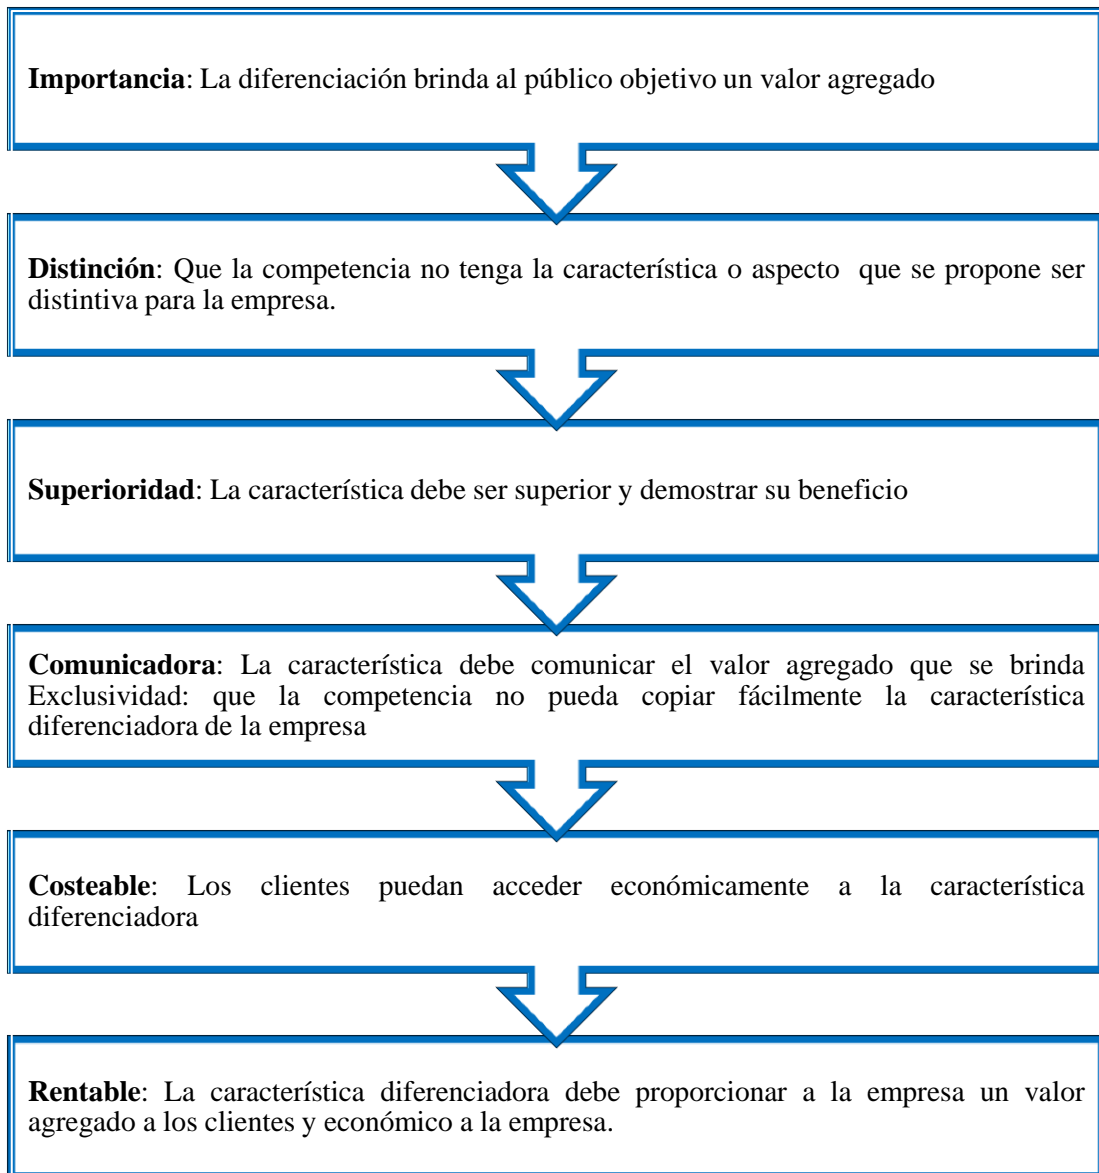 Importancia: La diferenciación brinda al público objetivo un valor agregado
Distinción: Que la competencia no tenga la característica o aspecto que se propone ser
distintiva para la empresa.
Superioridad: La característica debe ser superior y demostrar su beneficio
Comunicadora: La característica debe comunicar el valor agregado que se brinda
Exclusividad: que la competencia no pueda copiar fácilmente la característica
diferenciadora de la empresa
Costeable: Los clientes puedan acceder económicamente a la característica
diferenciadora
Rentable: La característica diferenciadora debe proporcionar a la empresa un valor
agregado a los clientes y económico a la empresa.